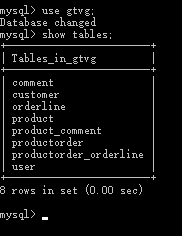 mysql> use gtvg;
Database changed
mysql> show tables;
+----------------------+
| Tables_in_gtvg       |
+----------------------+
| comment              |
| customer             |
| orderline            |
| product              |
| product_comment      |
| productorder         |
| productorder_orderline |
| user                 |
+----------------------+
8 rows in set (0.00 sec)
mysql> _